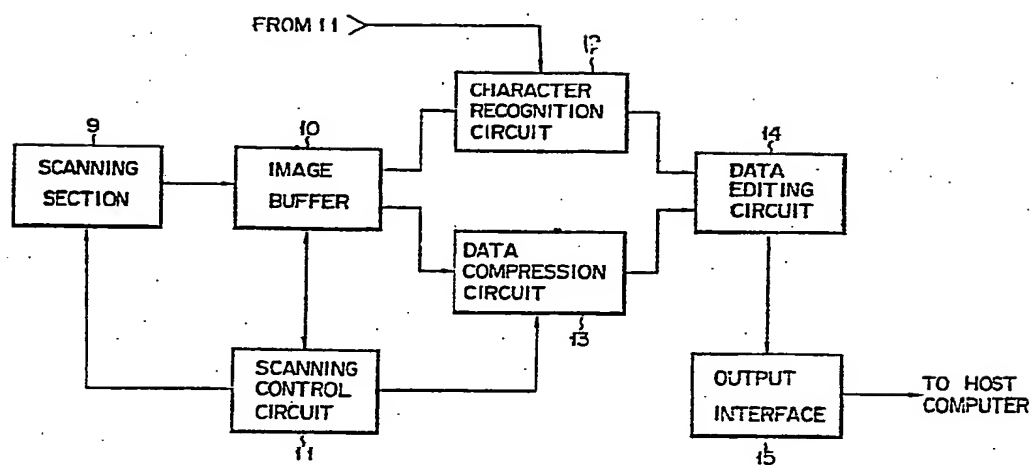 FROM 11
12
CHARACTER
RECOGNITION
CIRCUIT
9
SCANNING
SECTION
10
IMAGE
BUFFER
14
DATA
EDITING
CIRCUIT
DATA
COMPRESSION
CIRCUIT
13
SCANNING
CONTROL
CIRCUIT
11
OUTPUT
INTERFACE
15
TO HOST
COMPUTER